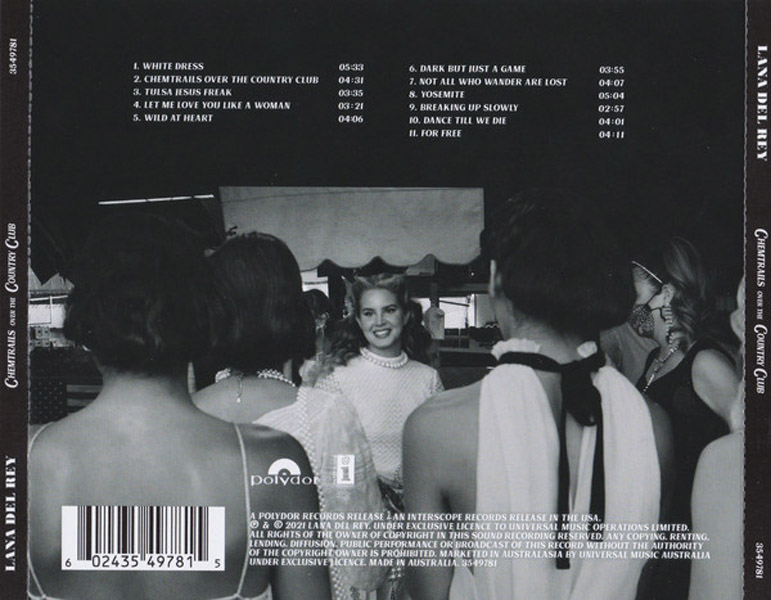 1. WHITE DRESS 05:33
2. CHEMTRAILS OVER THE COUNTRY CLUB 04:31
3. TULSA JESUS FREAK 03:35
4. LET ME LOVE YOU LIKE A WOMAN 03:21
5. WILD AT HEART 04:06
6. DARK BUT JUST A GAME 03:55
7. NOT ALL WHO WANDER ARE LOST 04:07
8. YOSEMITE 05:04
9. BREAKING UP SLOWLY 02:57
10. DANCE TILL WE DIE 04:01
11. FOR FREE 04:11
3549781
CHEMTRAILS OVER THE COUNTRY CLUB
LANA DEL REY
LANA DEL REY
CHEMTRAILS OVER THE COUNTRY CLUB
3549781
polydor
6 02435 49781 5
A POLYDOR RECORDS RELEASE - AN INTERSCOPE RECORDS RELEASE IN THE USA.
℗ & © 2021 LANA DEL REY, UNDER EXCLUSIVE LICENCE TO UNIVERSAL MUSIC OPERATIONS LIMITED.
ALL RIGHTS OF THE OWNER OF COPYRIGHT IN THIS SOUND RECORDING RESERVED. ANY COPYING, RENTING,
LENDING, DIFFUSION, PUBLIC PERFORMANCE OR BROADCAST OF THIS RECORD WITHOUT THE AUTHORITY
OF THE COPYRIGHT OWNER IS PROHIBITED. MARKETED IN AUSTRALASIA BY UNIVERSAL MUSIC AUSTRALIA
UNDER EXCLUSIVE LICENCE. MADE IN AUSTRALIA. 3549781